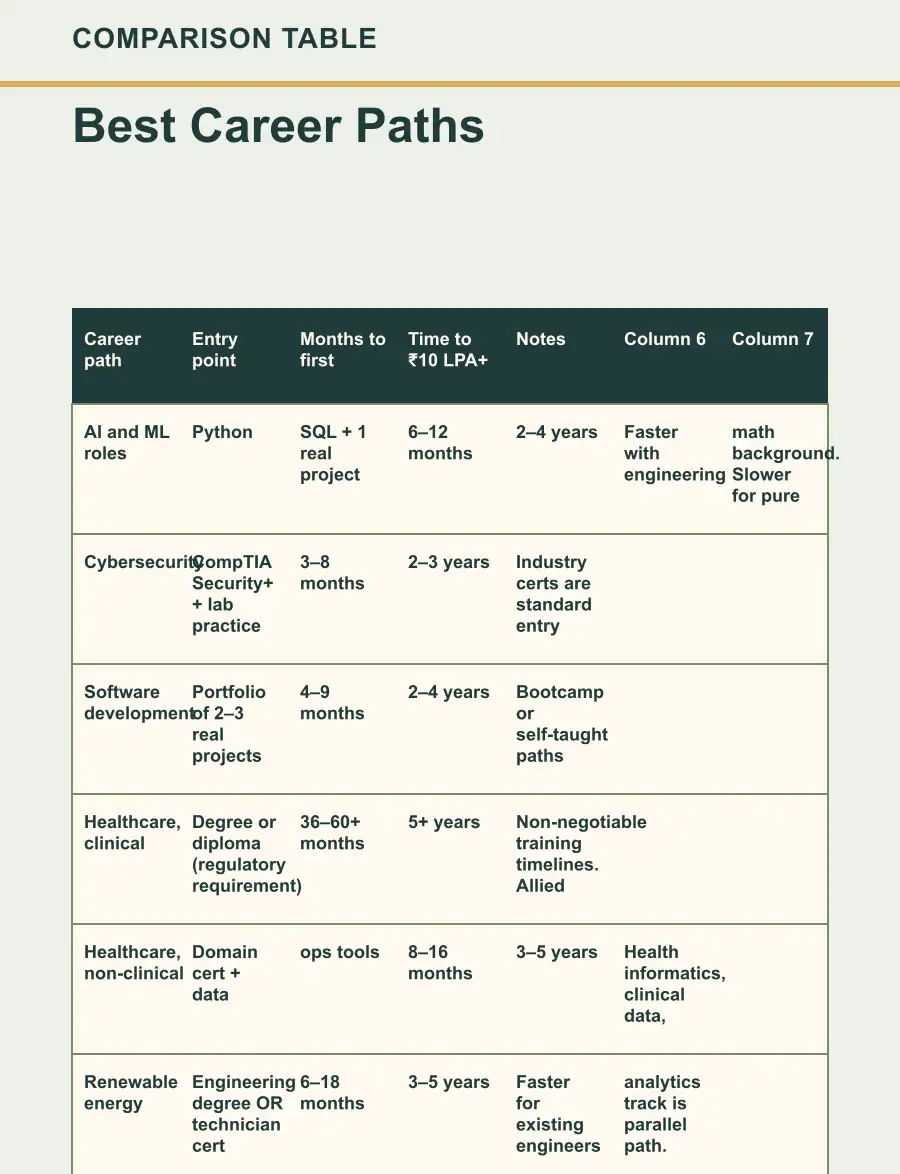 COMPARISON TABLE
Best Career Paths
Career path | Entry point | Months to first | Time to ₹10 LPA+ | Notes | Column 6 | Column 7
AI and ML roles | Python | SQL + 1 real project | 6–12 months | 2–4 years | Faster with engineering | math background. Slower for pure
Cybersecurity | CompTIA Security+ + lab practice | 3–8 months | 2–3 years | Industry certs are standard entry
Software development | Portfolio of 2–3 real projects | 4–9 months | 2–4 years | Bootcamp or self-taught paths
Healthcare, clinical | Degree or diploma (regulatory requirement) | 36–60+ months | 5+ years | Non-negotiable training timelines. Allied
Healthcare, non-clinical | Domain cert + data | ops tools | 8–16 months | 3–5 years | Health informatics, clinical data,
Renewable energy | Engineering degree OR technician cert | 6–18 months | 3–5 years | Faster for existing engineers | analytics track is parallel path.